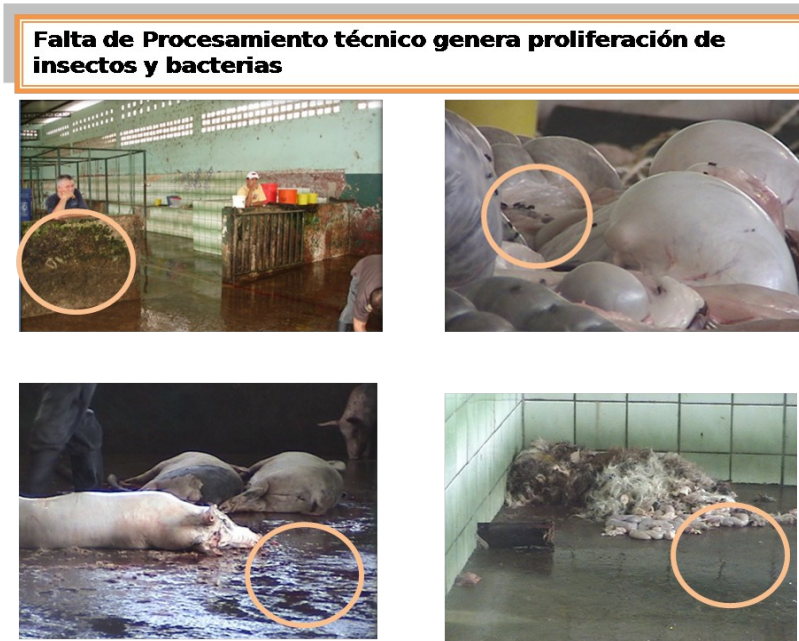 Falta de Procesamiento técnico genera proliferación de
insectos y bacterias